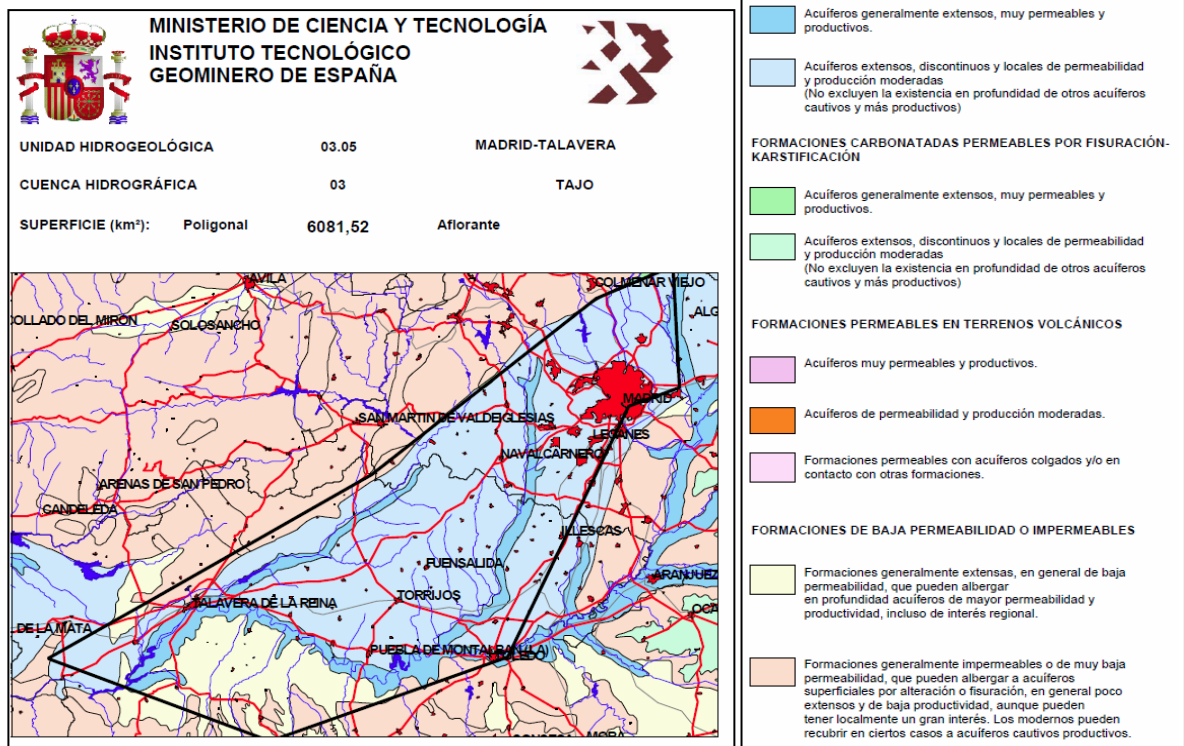 MINISTERIO DE CIENCIA Y TECNOLOGÍA
INSTITUTO TECNOLÓGICO
GEOMINERO DE ESPAÑA
UNIDAD HIDROGEOLÓGICA 03.05 MADRID-TALAVERA
CUENCA HIDROGRÁFICA 03 TAJO
SUPERFICIE (km²): Poligonal 6081,52 Aflorante
AVILA
COLMENAR VIEJO
COLLADO DEL MIRON
SOLOSANCHO
ALG
MADRID
SAN MARTIN DE VALDEIGLESIAS
LEGANES
NAVALCARNERO
ARENAS DE SAN PEDRO
CANDELEDA
ILLESCAS
FUENSALIDA
ARANJUEZ
TORRIJOS
TALAVERA DE LA REINA
OCA
DE LA MATA
PUEBLA DE MONTALBAN (LA)
TOLEDO
MORA
Acuíferos generalmente extensos, muy permeables y
productivos.
Acuíferos extensos, discontinuos y locales de permeabilidad
y producción moderadas
(No excluyen la existencia en profundidad de otros acuíferos
cautivos y más productivos)
FORMACIONES CARBONATADAS PERMEABLES POR FISURACIÓN-
KARSTIFICACIÓN
Acuíferos generalmente extensos, muy permeables y
productivos.
Acuíferos extensos, discontinuos y locales de permeabilidad
y producción moderadas
(No excluyen la existencia en profundidad de otros acuíferos
cautivos y más productivos)
FORMACIONES PERMEABLES EN TERRENOS VOLCÁNICOS
Acuíferos muy permeables y productivos.
Acuíferos de permeabilidad y producción moderadas.
Formaciones permeables con acuíferos colgados y/o en
contacto con otras formaciones.
FORMACIONES DE BAJA PERMEABILIDAD O IMPERMEABLES
Formaciones generalmente extensas, en general de baja
permeabilidad, que pueden albergar
en profundidad acuíferos de mayor permeabilidad y
productividad, incluso de interés regional.
Formaciones generalmente impermeables o de muy baja
permeabilidad, que pueden albergar a acuíferos
superficiales por alteración o fisuración, en general poco
extensos y de baja productividad, aunque pueden
tener localmente un gran interés. Los modernos pueden
recubrir en ciertos casos a acuíferos cautivos productivos.